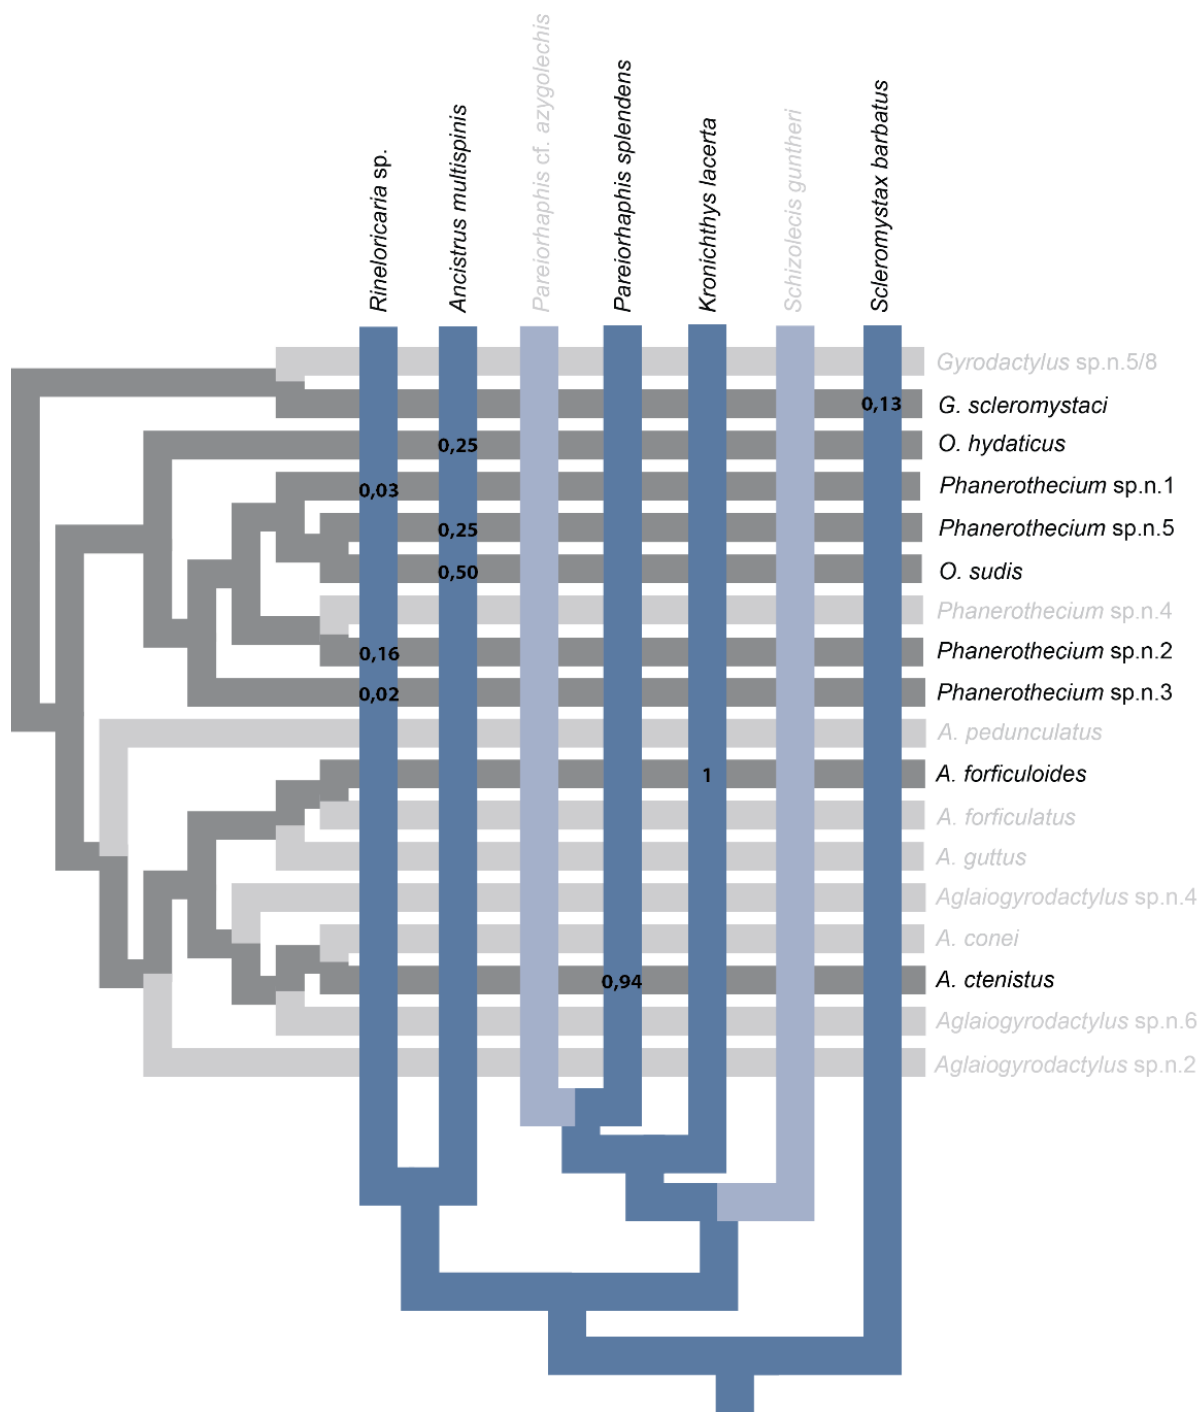 Rineloricaria sp.
Ancistrus multispinis
Pareiorhaphis cf. azygolechis
Pareiorhaphis splendens
Kronichthys lacerta
Schizolecis guntheri
Scleromystax barbatus
Gyrodactylus sp.n.5/8
0,13 G. scleromystaci
0,25 O. hydaticus
0,03 Phanerothecium sp.n.1
0,25 Phanerothecium sp.n.5
0,50 O. sudis
Phanerothecium sp.n.4
0,16 Phanerothecium sp.n.2
0,02 Phanerothecium sp.n.3
A. pedunculatus
1 A. forficuloides
A. forficulatus
A. guttus
Aglaiogyrodactylus sp.n.4
A. conei
0,94 A. ctenistus
Aglaiogyrodactylus sp.n.6
Aglaiogyrodactylus sp.n.2